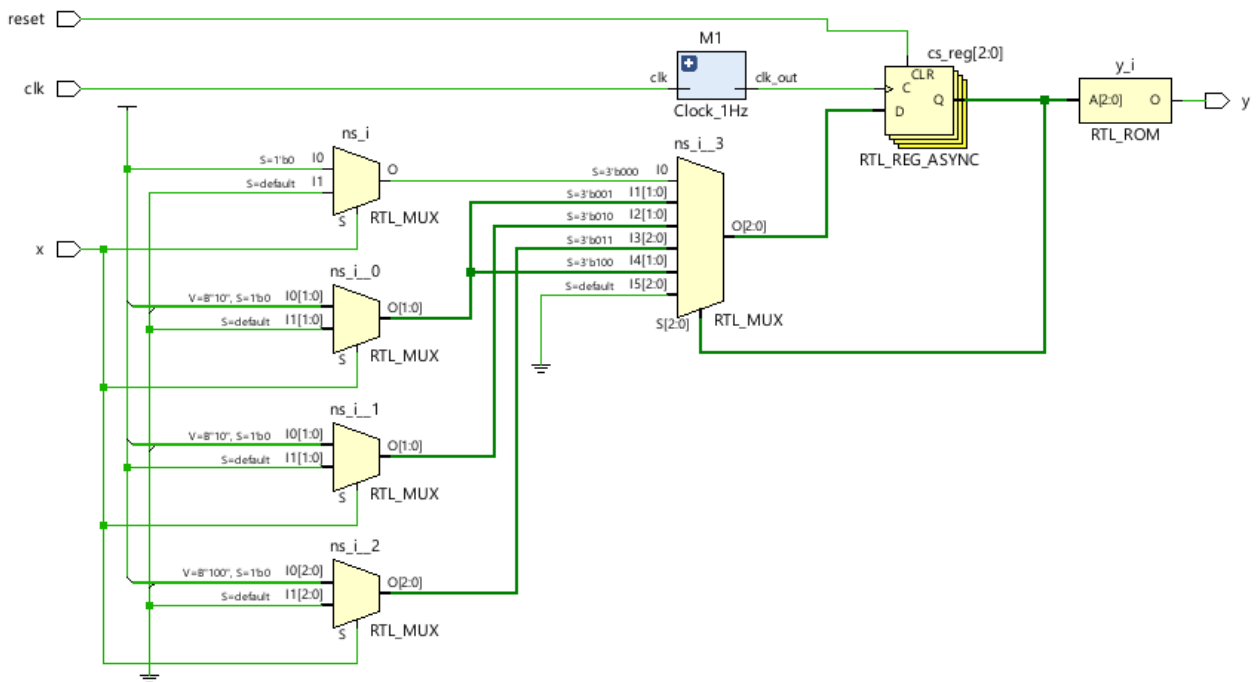 reset
clk
x
M1
clk
clk_out
Clock_1Hz
cs_reg[2:0]
CLR
C
Q
D
RTL_REG_ASYNC
y_i
A[2:0]
O
RTL_ROM
y
ns_i
S=1'b0
I0
O
S=default
I1
S
RTL_MUX
ns_i__3
S=3'b000
I0
S=3'b001
I1[1:0]
S=3'b010
I2[1:0]
S=3'b011
I3[2:0]
S=3'b100
I4[1:0]
S=default
I5[2:0]
O[2:0]
S[2:0]
RTL_MUX
ns_i__0
V=B"10", S=1'b0
I0[1:0]
O[1:0]
S=default
I1[1:0]
S
RTL_MUX
ns_i__1
V=B"10", S=1'b0
I0[1:0]
O[1:0]
S=default
I1[1:0]
S
RTL_MUX
ns_i__2
V=B"100", S=1'b0
I0[2:0]
O[2:0]
S=default
I1[2:0]
S
RTL_MUX